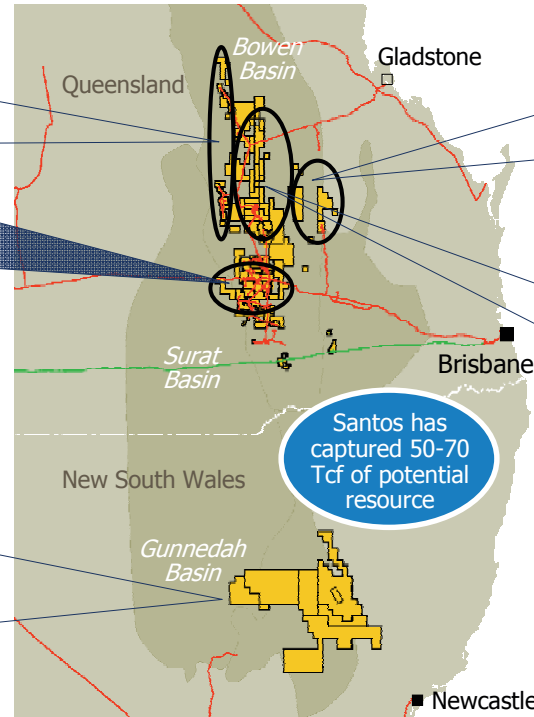 Bowen
Basin
Gladstone
Queensland
Surat
Basin
Brisbane
Santos has
captured 50-70
Tcf of potential
resource
New South Wales
Gunnedah
Basin
Newcastle